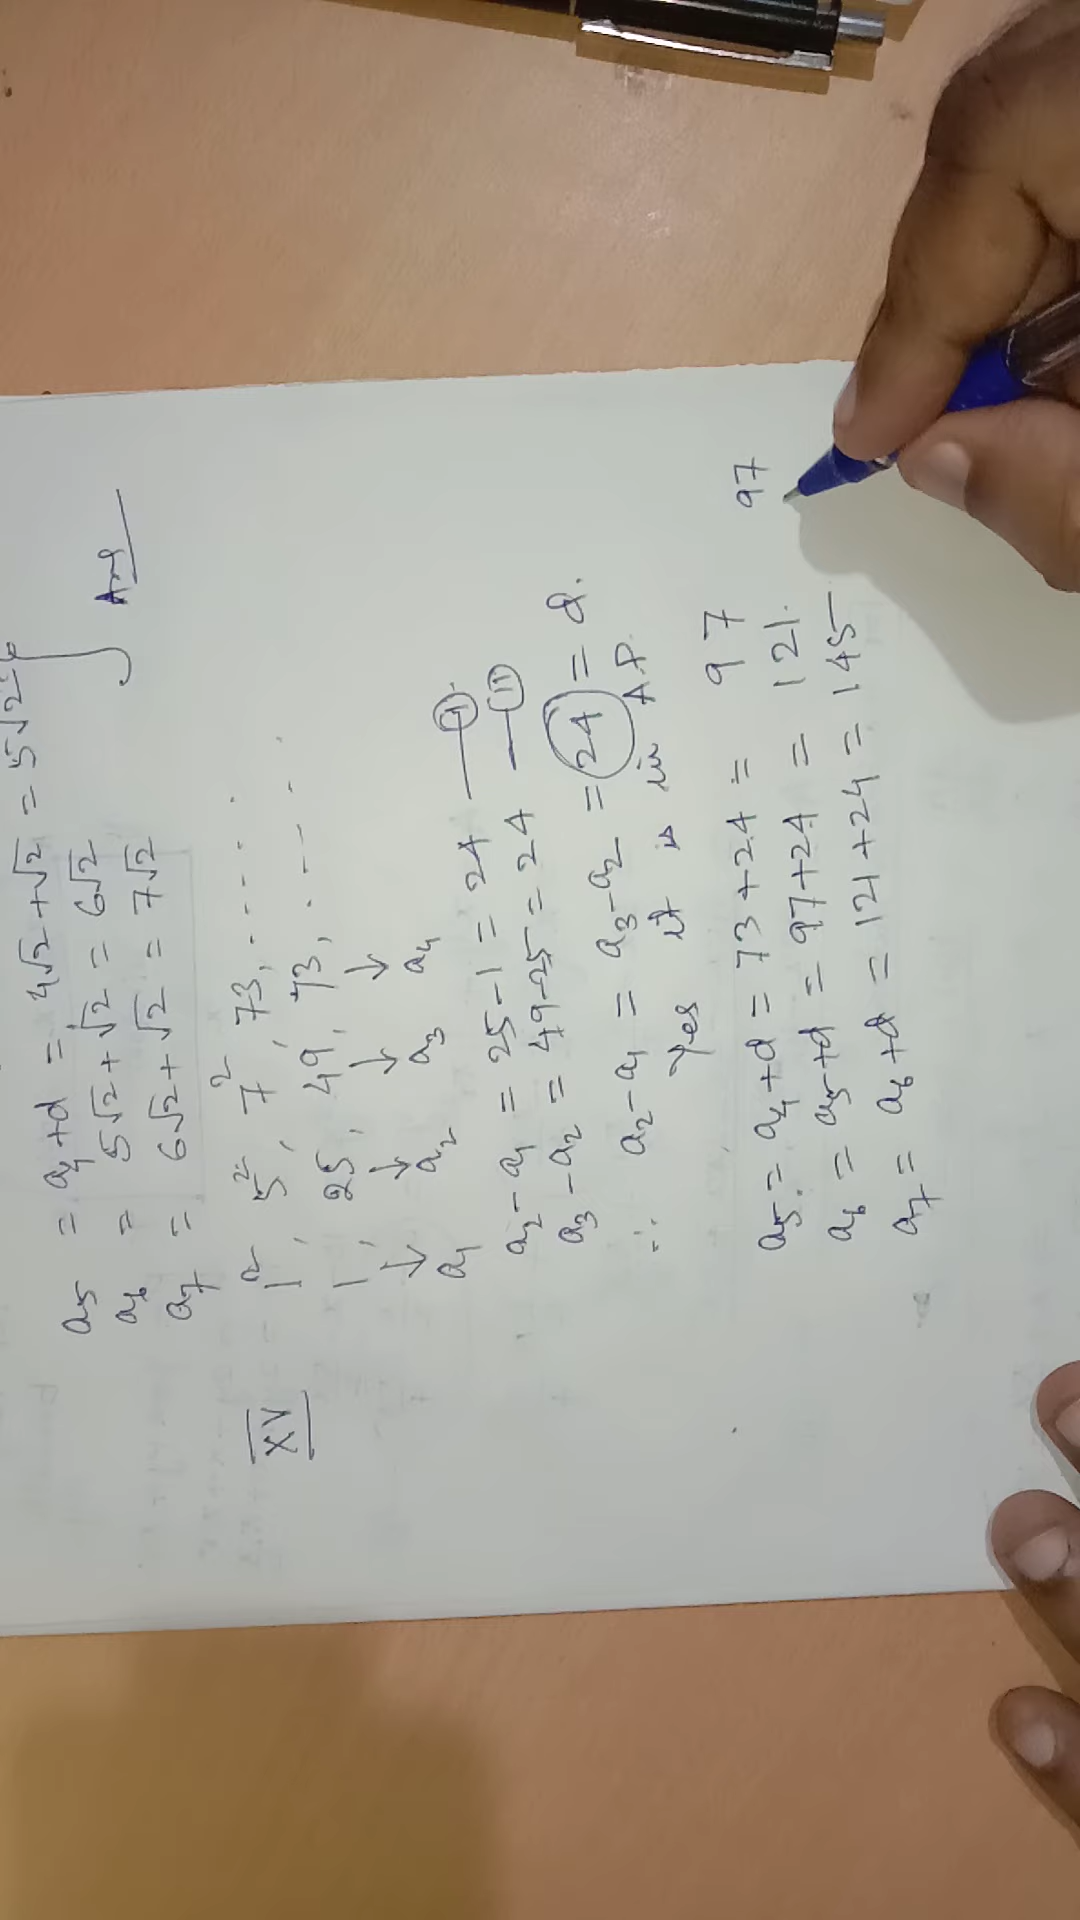 a5 = a4+d = 4√2+√2 = 5√2
a6 = 5√2+√2 = 6√2
a7 = 6√2+√2 = 7√2
Ans
XV 1², 5², 7², 73, ......
1, 25, 49, 73, . - - - .
↓ ↓ ↓ ↓
a1 a2 a3 a4
a2-a1 = 25-1 = 24 —(I)
a3-a2 = 49-25 = 24 —(II)
∴ a2-a1 = a3-a2 = 24 = d.
Yes it is in A.P.
a5 = a4+d = 73+24 = 97 97
a6 = a5+d = 97+24 = 121.
a7 = a6+d = 121+24 = 145